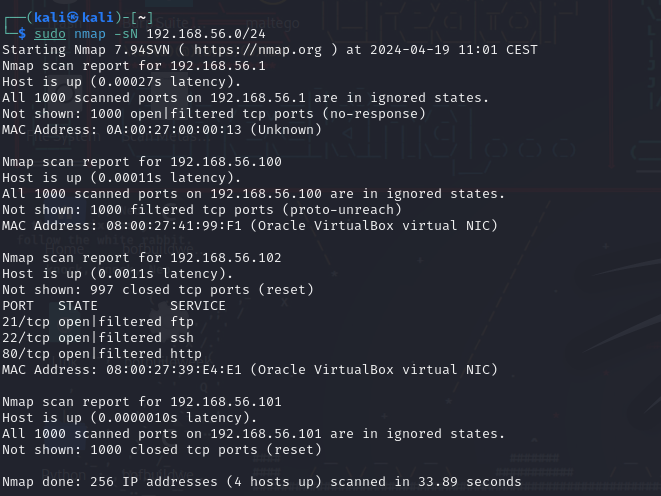 ┌──(kali㉿kali)-[~]
└─$ sudo nmap -sN 192.168.56.0/24
Starting Nmap 7.94SVN ( https://nmap.org ) at 2024-04-19 11:01 CEST
Nmap scan report for 192.168.56.1
Host is up (0.00027s latency).
All 1000 scanned ports on 192.168.56.1 are in ignored states.
Not shown: 1000 open|filtered tcp ports (no-response)
MAC Address: 0A:00:27:00:00:13 (Unknown)

Nmap scan report for 192.168.56.100
Host is up (0.00011s latency).
All 1000 scanned ports on 192.168.56.100 are in ignored states.
Not shown: 1000 filtered tcp ports (proto-unreach)
MAC Address: 08:00:27:41:99:F1 (Oracle VirtualBox virtual NIC)

Nmap scan report for 192.168.56.102
Host is up (0.0011s latency).
Not shown: 997 closed tcp ports (reset)
PORT   STATE         SERVICE
21/tcp open|filtered ftp
22/tcp open|filtered ssh
80/tcp open|filtered http
MAC Address: 08:00:27:39:E4:E1 (Oracle VirtualBox virtual NIC)

Nmap scan report for 192.168.56.101
Host is up (0.0000010s latency).
All 1000 scanned ports on 192.168.56.101 are in ignored states.
Not shown: 1000 closed tcp ports (reset)

Nmap done: 256 IP addresses (4 hosts up) scanned in 33.89 seconds